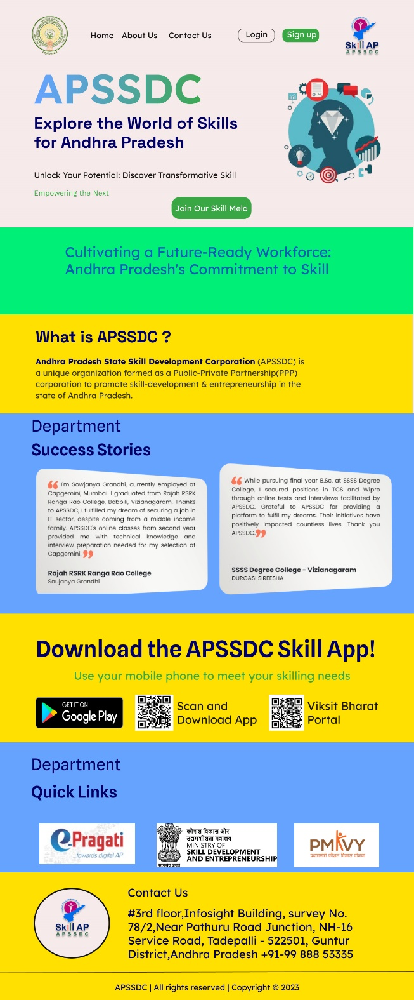 Home About Us Contact Us Login Sign up
Skill AP
APSSDC
APSSDC
Explore the World of Skills
for Andhra Pradesh
Unlock Your Potential: Discover Transformative Skill
Empowering the Next
Join Our Skill Mela
Cultivating a Future-Ready Workforce:
Andhra Pradesh's Commitment to Skill
What is APSSDC ?
Andhra Pradesh State Skill Development Corporation (APSSDC) is
a unique organization formed as a Public-Private Partnership(PPP)
corporation to promote skill-development & entrepreneurship in the
state of Andhra Pradesh.
Department
Success Stories
“ I'm Sowjanya Grandhi, currently employed at
Capgemini, Mumbai. I graduated from Rajah RSRK
Ranga Rao College, Bobbili, Vizianagaram. Thanks
to APSSDC, I fulfilled my dream of securing a job in
IT sector, despite coming from a middle-income
family. APSSDC's online classes from second year
provided me with technical knowledge and
interview preparation needed for my selection at
Capgemini. ”
Rajah RSRK Ranga Rao College
Soujanya Grandhi
“ While pursuing final year B.Sc. at SSSS Degree
College, I secured positions in TCS and Wipro
through online tests and interviews facilitated by
APSSDC. Grateful to APSSDC for providing a
platform to fulfil my dreams. Their initiatives have
positively impacted countless lives. Thank you
APSSDC.”
SSSS Degree College - Vizianagaram
DURGASI SIREESHA
Download the APSSDC Skill App!
Use your mobile phone to meet your skilling needs
GET IT ON
Google Play
Scan and
Download App
Viksit Bharat
Portal
Department
Quick Links
e-Pragati
...towards digital AP
कौशल विकास और
उद्यमशीलता मंत्रालय
MINISTRY OF
SKILL DEVELOPMENT
AND ENTREPRENEURSHIP
सत्यमेव जयते
PMKVY
प्रधानमंत्री कौशल विकास योजना
Skill AP
APSSDC
Contact Us
#3rd floor,Infosight Building, survey No.
78/2,Near Pathuru Road Junction, NH-16
Service Road, Tadepalli - 522501, Guntur
District,Andhra Pradesh +91-99 888 53335
APSSDC | All rights reserved | Copyright © 2023